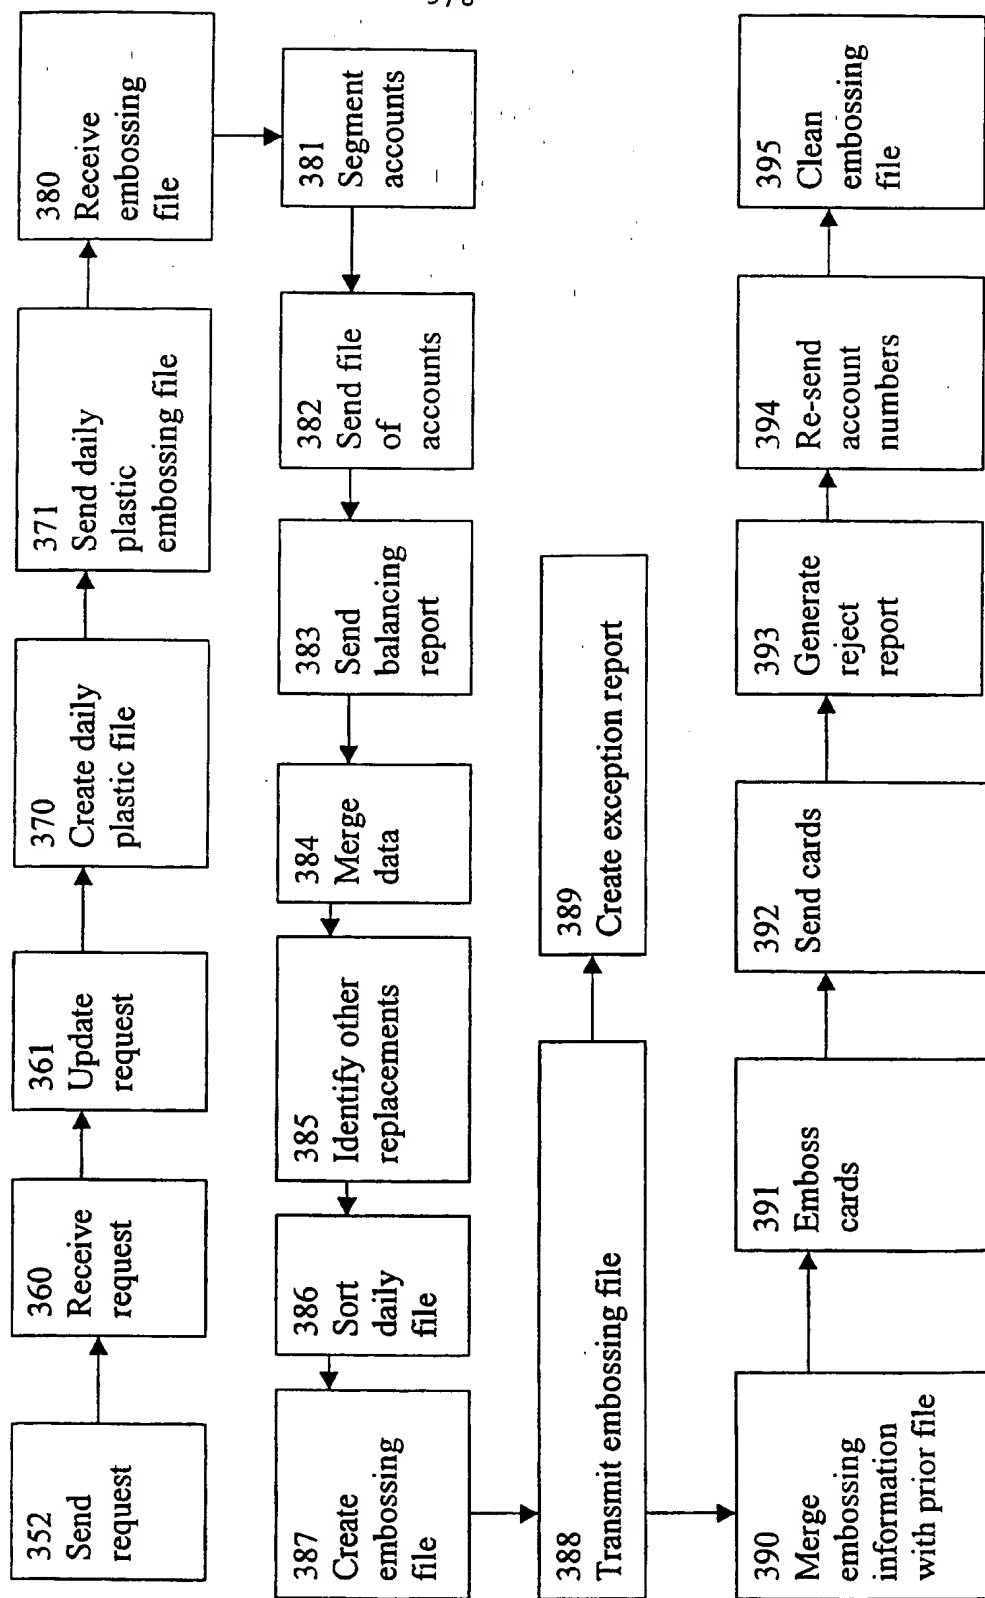 352
Send
request
360
Receive
request
361
Update
request
370
Create daily
plastic file
371
Send daily
plastic
embossing file
380
Receive
embossing
file
381
Segment
accounts
382
Send file
of
accounts
383
Send
balancing
report
384
Merge
data
385
Identify other
replacements
386
Sort
daily
file
387
Create
embossing
file
388
Transmit embossing file
389
Create exception report
390
Merge
embossing
information
with prior file
391
Emboss
cards
392
Send cards
393
Generate
reject
report
394
Re-send
account
numbers
395
Clean
embossing
file